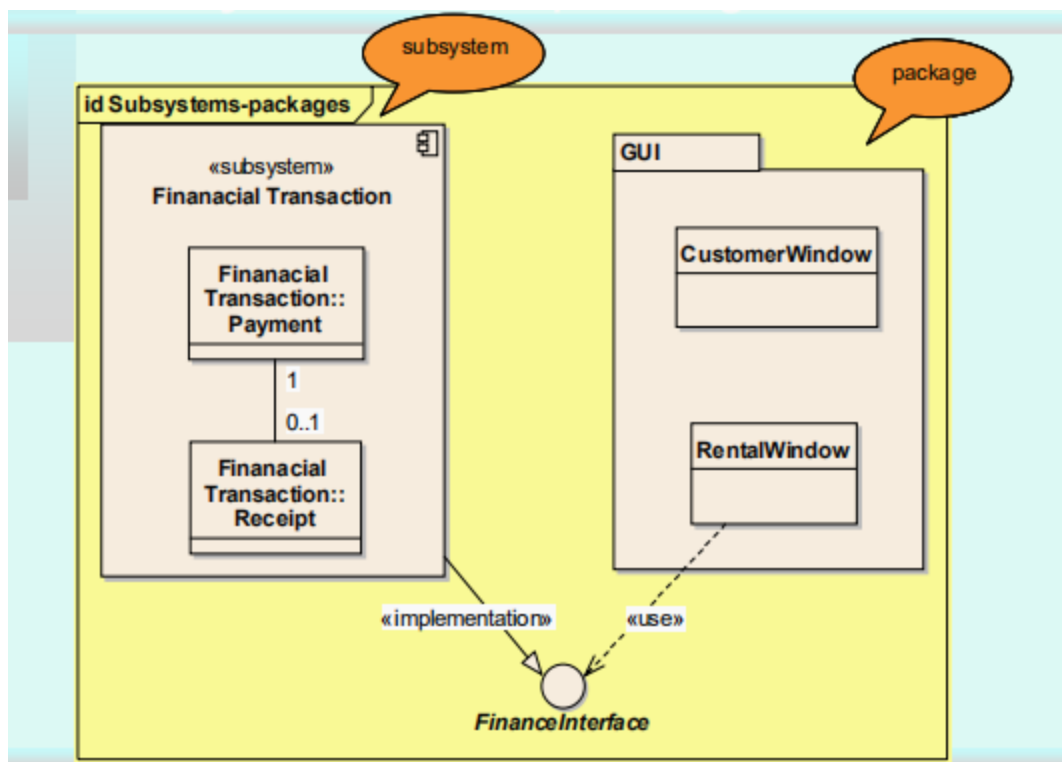 subsystem
package
id Subsystems-packages
«subsystem»
Finanacial Transaction
Finanacial
Transaction::
Payment
1
0..1
Finanacial
Transaction::
Receipt
GUI
CustomerWindow
RentalWindow
«implementation»
«use»
FinanceInterface